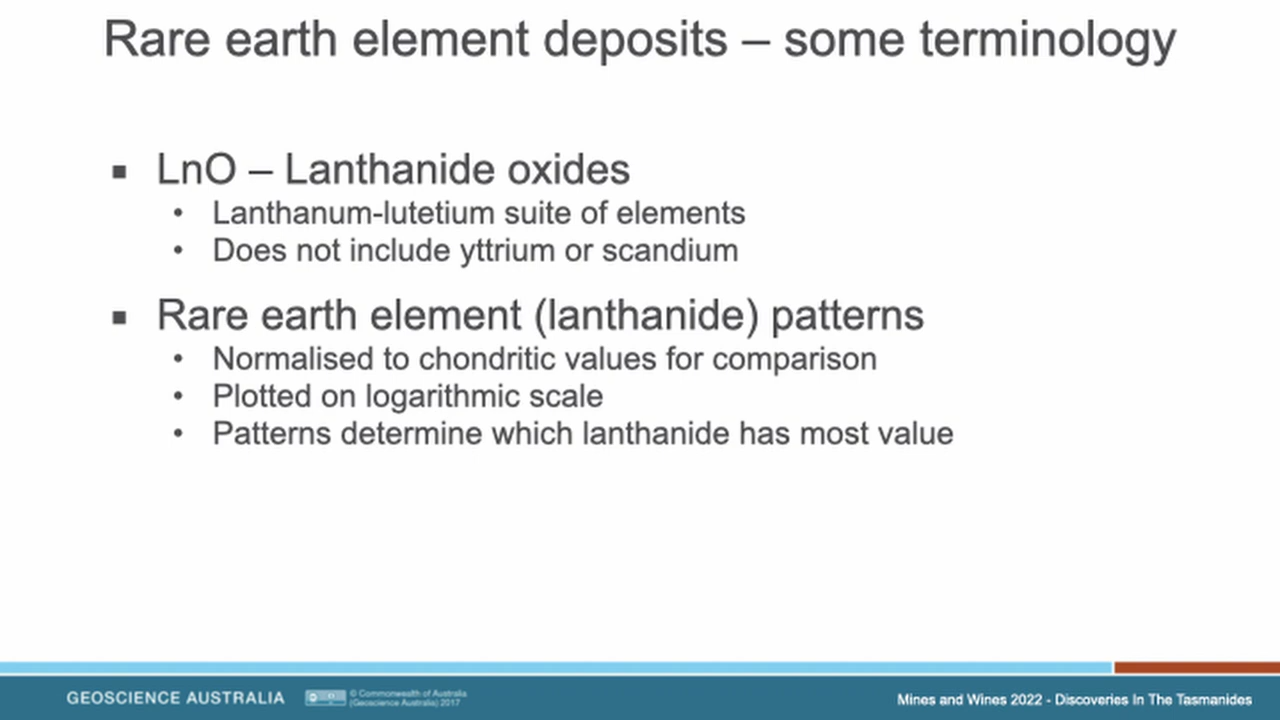 Rare earth element deposits – some terminology
▪ LnO – Lanthanide oxides
• Lanthanum-lutetium suite of elements
• Does not include yttrium or scandium
▪ Rare earth element (lanthanide) patterns
• Normalised to chondritic values for comparison
• Plotted on logarithmic scale
• Patterns determine which lanthanide has most value
GEOSCIENCE AUSTRALIA
© Commonwealth of Australia
(Geoscience Australia) 2017
Mines and Wines 2022 - Discoveries In The Tasmanides